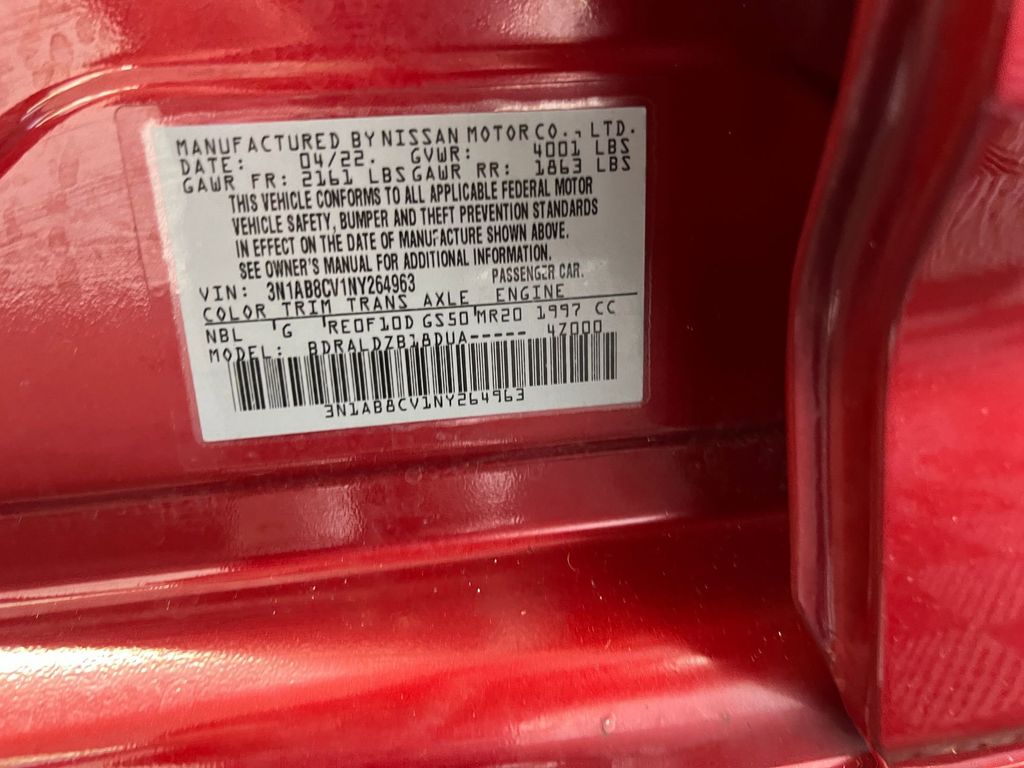 MANUFACTURED BY NISSAN MOTOR CO., LTD.
DATE: 04/22. GVWR: 4001 LBS
GAWR FR: 2161 LBS GAWR RR: 1863 LBS
THIS VEHICLE CONFORMS TO ALL APPLICABLE FEDERAL MOTOR
VEHICLE SAFETY, BUMPER AND THEFT PREVENTION STANDARDS
IN EFFECT ON THE DATE OF MANUFACTURE SHOWN ABOVE.
SEE OWNER'S MANUAL FOR ADDITIONAL INFORMATION.
VIN: 3N1AB8CV1NY264963 PASSENGER CAR.
COLOR TRIM TRANS AXLE ENGINE
NBL G RE0F10D GS50 MR20 1997 CC
MODEL: BDRALDZB18DUA----- 47000
3N1AB8CV1NY264963